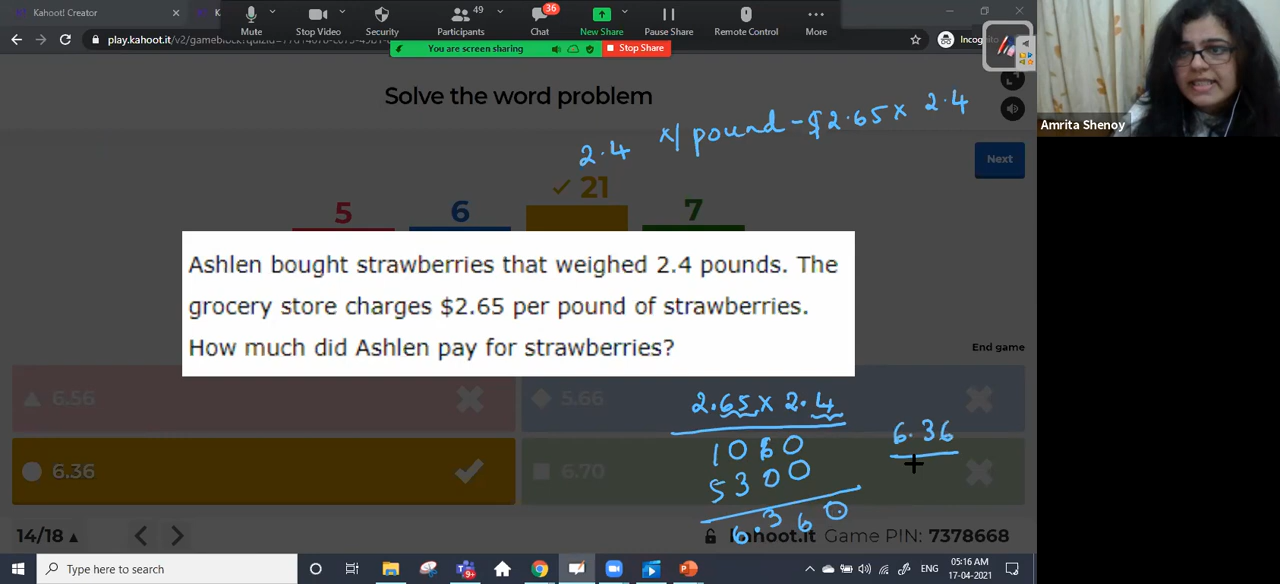 Kahoot! Creator
Mute
Stop Video
Security
49
Participants
36
Chat
New Share
Pause Share
Remote Control
More
play.kahoot.it/v2/gameblock
You are screen sharing
Stop Share
Incog
Amrita Shenoy
Solve the word problem
2.4 x/ pound - $2.65 x 2.4
Next
5
6
21
7
Ashlen bought strawberries that weighed 2.4 pounds. The
grocery store charges $2.65 per pound of strawberries.
How much did Ashlen pay for strawberries?
End game
6.56
5.66
6.36
6.70
2.65 x 2.4
1060
5300
6.360
6.36
14/18
kahoot.it Game PIN: 7378668
Type here to search
9+
ENG
05:16 AM
17-04-2021